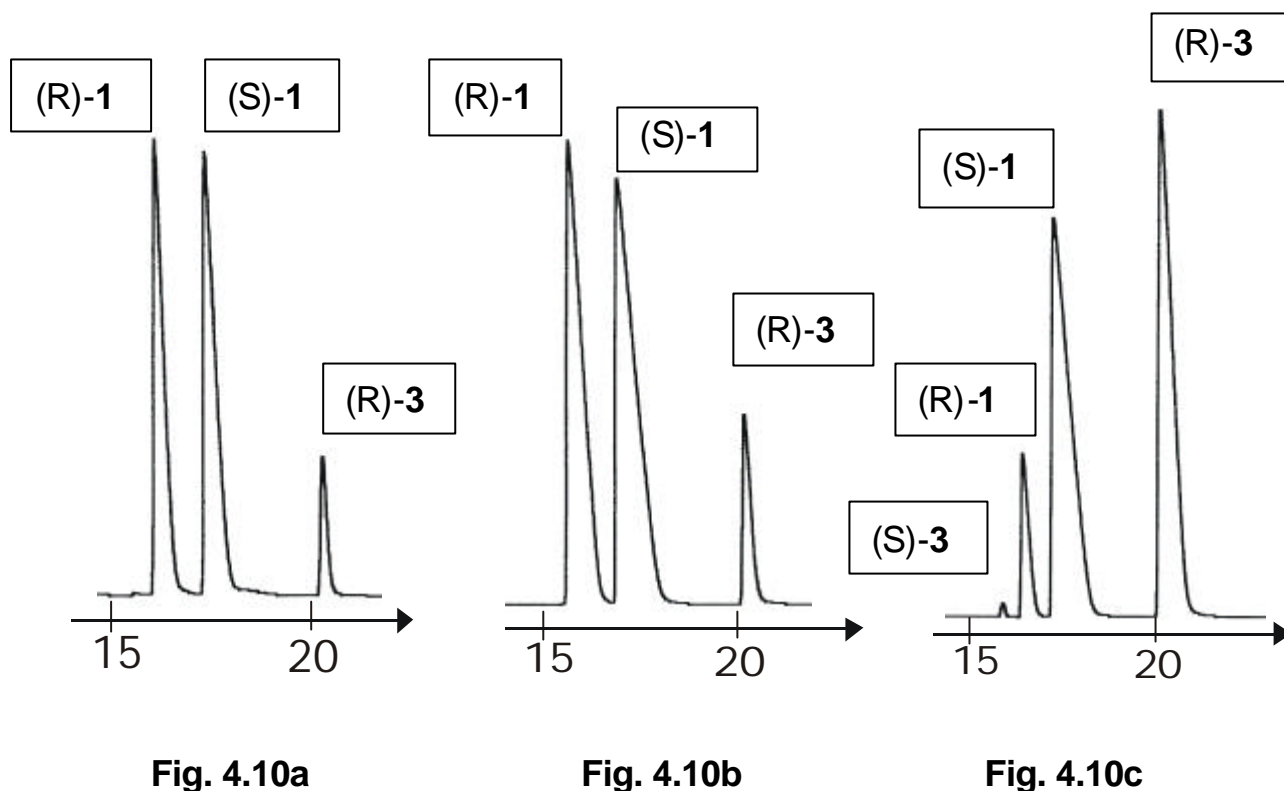 (R)-3
(R)-1
(S)-1
(R)-1
(S)-1
(S)-1
(R)-3
(R)-3
(R)-1
(S)-3
15
20
15
20
15
20
Fig. 4.10a
Fig. 4.10b
Fig. 4.10c